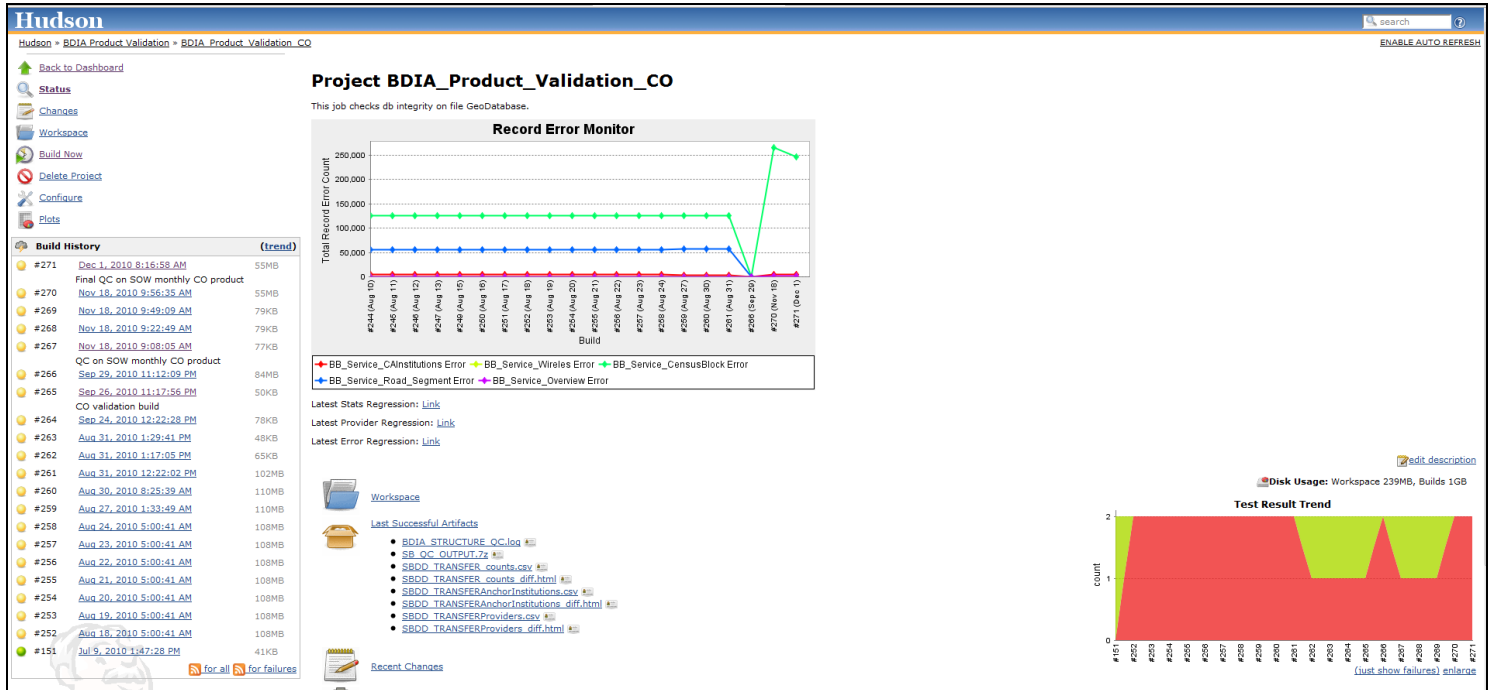 Hudson
search
Hudson » BDIA Product Validation » BDIA_Product_Validation_CO
ENABLE AUTO REFRESH
Back to Dashboard
Status
Changes
Workspace
Build Now
Delete Project
Configure
Plots
Build History (trend)
#271 Dec 1, 2010 8:16:58 AM 55MB
Final QC on SOW monthly CO product
#270 Nov 18, 2010 9:56:35 AM 55MB
#269 Nov 18, 2010 9:49:09 AM 79KB
#268 Nov 18, 2010 9:22:49 AM 79KB
#267 Nov 18, 2010 9:08:05 AM 77KB
QC on SOW monthly CO product
#266 Sep 29, 2010 11:12:09 PM 84MB
#265 Sep 26, 2010 11:17:56 PM 50KB
CO validation build
#264 Sep 24, 2010 12:22:28 PM 78KB
#263 Aug 31, 2010 1:29:41 PM 48KB
#262 Aug 31, 2010 1:17:05 PM 65KB
#261 Aug 31, 2010 12:22:02 PM 102MB
#260 Aug 30, 2010 8:25:39 AM 110MB
#259 Aug 27, 2010 1:33:49 AM 110MB
#258 Aug 24, 2010 5:00:41 AM 108MB
#257 Aug 23, 2010 5:00:41 AM 108MB
#256 Aug 22, 2010 5:00:41 AM 108MB
#255 Aug 21, 2010 5:00:41 AM 108MB
#254 Aug 20, 2010 5:00:41 AM 108MB
#253 Aug 19, 2010 5:00:41 AM 108MB
#252 Aug 18, 2010 5:00:41 AM 108MB
#151 Jul 9, 2010 1:47:28 PM 41KB
for all for failures
Project BDIA_Product_Validation_CO
This job checks db integrity on file GeoDatabase.
Record Error Monitor
Total Record Error Count
250,000
200,000
150,000
100,000
50,000
0
#244 (Aug 10)
#245 (Aug 11)
#246 (Aug 12)
#247 (Aug 13)
#249 (Aug 15)
#250 (Aug 16)
#251 (Aug 17)
#252 (Aug 18)
#253 (Aug 19)
#254 (Aug 20)
#255 (Aug 21)
#256 (Aug 22)
#257 (Aug 23)
#258 (Aug 24)
#259 (Aug 27)
#260 (Aug 30)
#261 (Aug 31)
#266 (Sep 29)
#270 (Nov 18)
#271 (Dec 1)
Build
BB_Service_CAInstitutions Error BB_Service_Wireles Error BB_Service_CensusBlock Error
BB_Service_Road_Segment Error BB_Service_Overview Error
Latest Stats Regression: Link
Latest Provider Regression: Link
Latest Error Regression: Link
Workspace
Last Successful Artifacts
BDIA_STRUCTURE_QC.log
SB_QC_OUTPUT.7z
SBDD_TRANSFER_counts.csv
SBDD_TRANSFER_counts_diff.html
SBDD_TRANSFERAnchorInstitutions.csv
SBDD_TRANSFERAnchorInstitutions_diff.html
SBDD_TRANSFERProviders.csv
SBDD_TRANSFERProviders_diff.html
Recent Changes
edit description
Disk Usage: Workspace 239MB, Builds 1GB
Test Result Trend
count
2
1
0
#151
#252
#253
#254
#255
#256
#257
#258
#259
#260
#261
#262
#263
#264
#265
#266
#267
#268
#269
#270
#271
(just show failures) enlarge